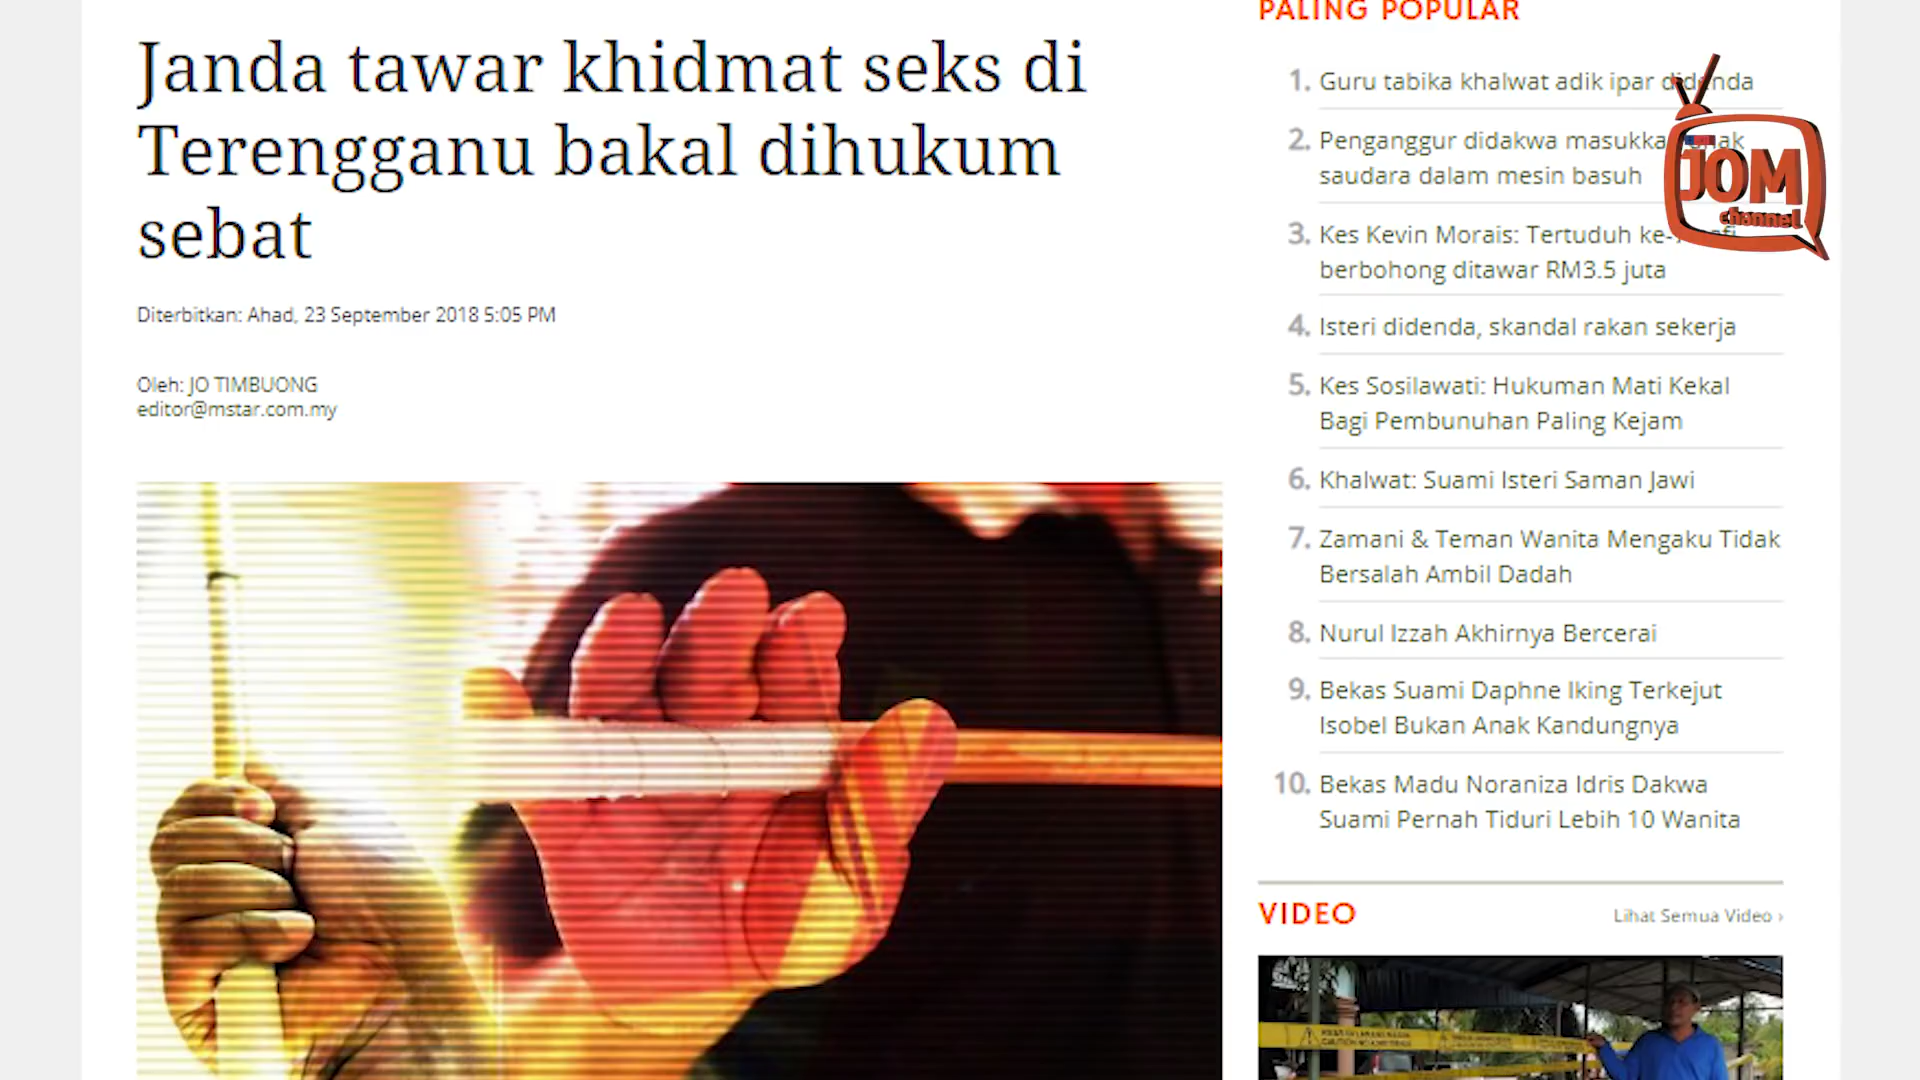 Janda tawar khidmat seks di
Terengganu bakal dihukum
sebat
Diterbitkan: Ahad, 23 September 2018 5:05 PM
Oleh: JO TIMBUONG
editor@mstar.com.my
PALING POPULAR
1. Guru tabika khalwat adik ipar didenda
2. Penganggur didakwa masukkan anak
saudara dalam mesin basuh
3. Kes Kevin Morais: Tertuduh
berbohong ditawar RM3.5 juta
4. Isteri didenda, skandal rakan sekerja
5. Kes Sosilawati: Hukuman Mati Kekal
Bagi Pembunuhan Paling Kejam
6. Khalwat: Suami Isteri Saman Jawi
7. Zamani & Teman Wanita Mengaku Tidak
Bersalah Ambil Dadah
8. Nurul Izzah Akhirnya Bercerai
9. Bekas Suami Daphne Iking Terkejut
Isobel Bukan Anak Kandungnya
10. Bekas Madu Noraniza Idris Dakwa
Suami Pernah Tiduri Lebih 10 Wanita
VIDEO
Lihat Semua Video ›
JOM
channel